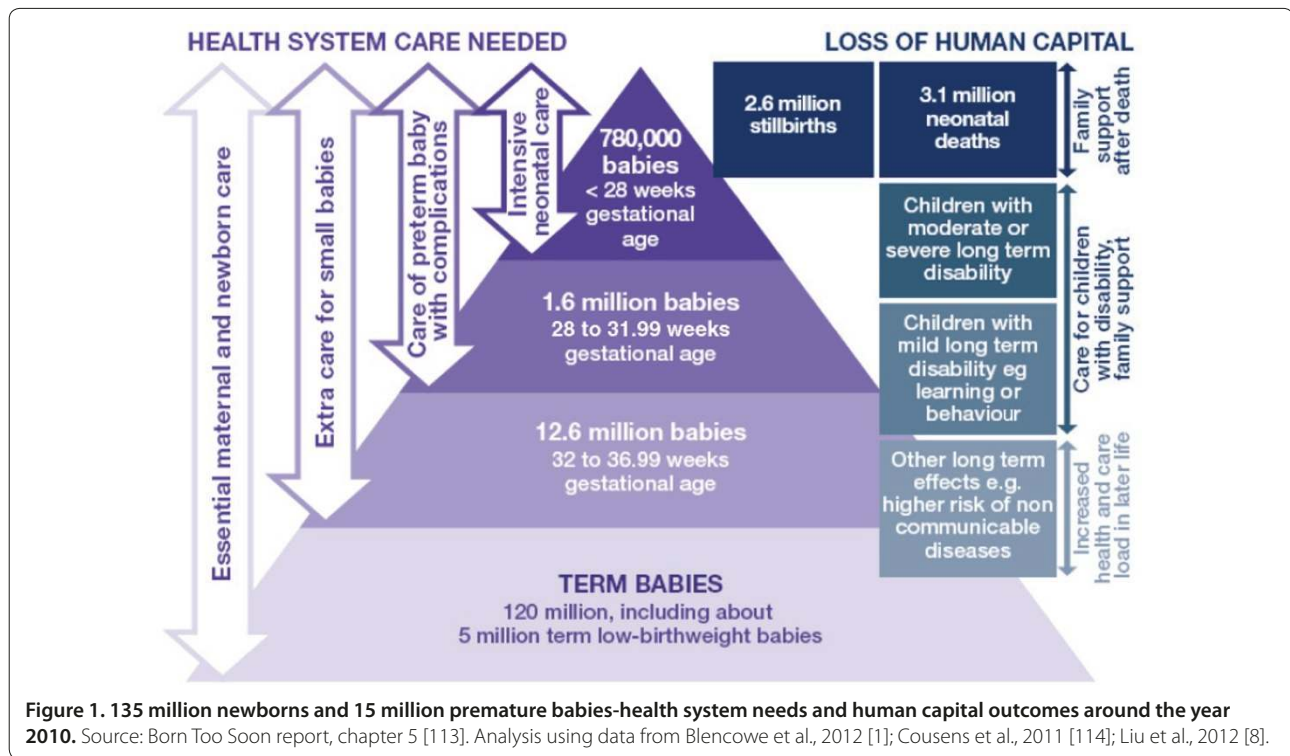 HEALTH SYSTEM CARE NEEDED
LOSS OF HUMAN CAPITAL
Essential maternal and newborn care
Extra care for small babies
Care of preterm baby
with complications
Intensive
neonatal care
780,000
babies
< 28 weeks
gestational
age
1.6 million babies
28 to 31.99 weeks
gestational age
12.6 million babies
32 to 36.99 weeks
gestational age
TERM BABIES
120 million, including about
5 million term low-birthweight babies
2.6 million
stillbirths
3.1 million
neonatal
deaths
Family
support
after death
Children with
moderate or
severe long term
disability
Children with
mild long term
disability eg
learning or
behaviour
Care for children
with disability,
family support
Other long term
effects e.g.
higher risk of non
communicable
diseases
Increased
health and care
load in later life
Figure 1. 135 million newborns and 15 million premature babies-health system needs and human capital outcomes around the year
2010. Source: Born Too Soon report, chapter 5 [113]. Analysis using data from Blencowe et al., 2012 [1]; Cousens et al., 2011 [114]; Liu et al., 2012 [8].